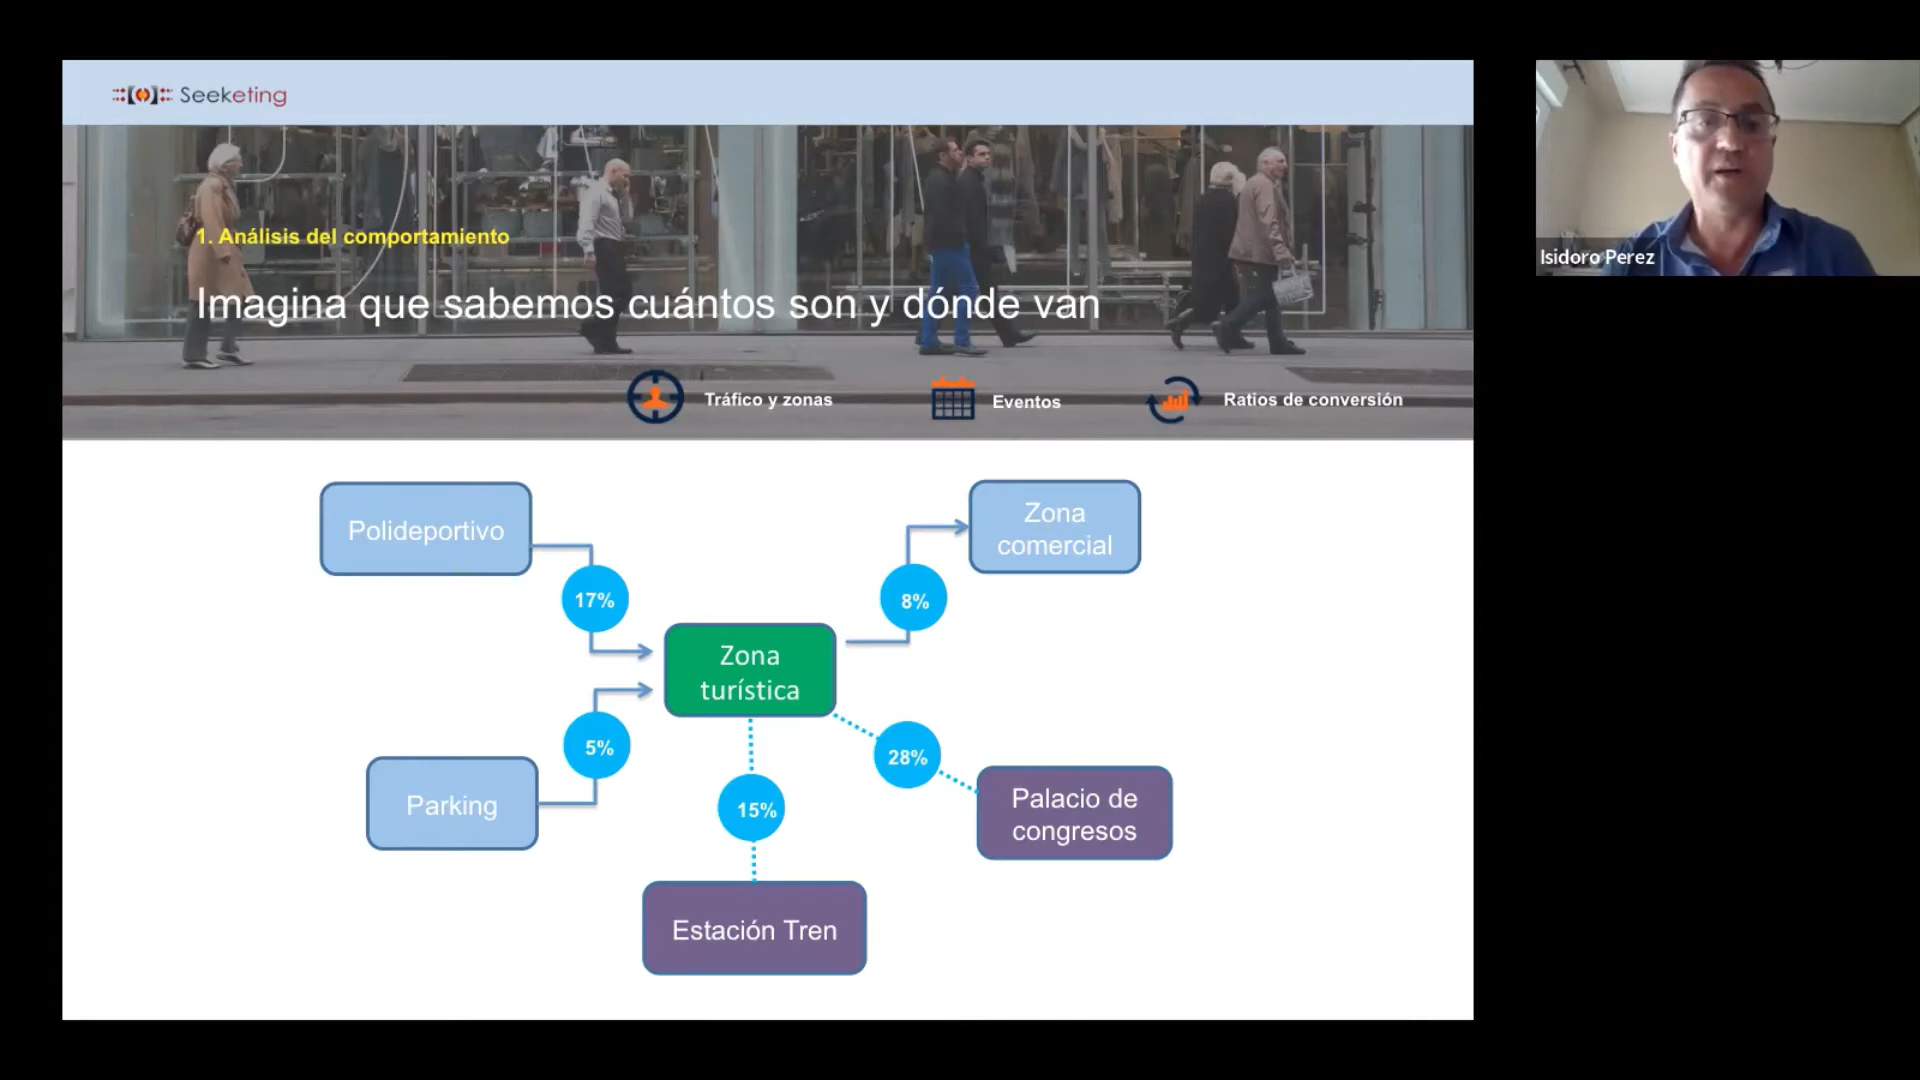 Seeketing
Isidoro Perez
1. Análisis del comportamiento
Imagina que sabemos cuántos son y dónde van
Tráfico y zonas
Eventos
Ratios de conversión
Polideportivo
Zona
comercial
17%
8%
Zona
turística
5%
28%
15%
Parking
Palacio de
congresos
Estación Tren